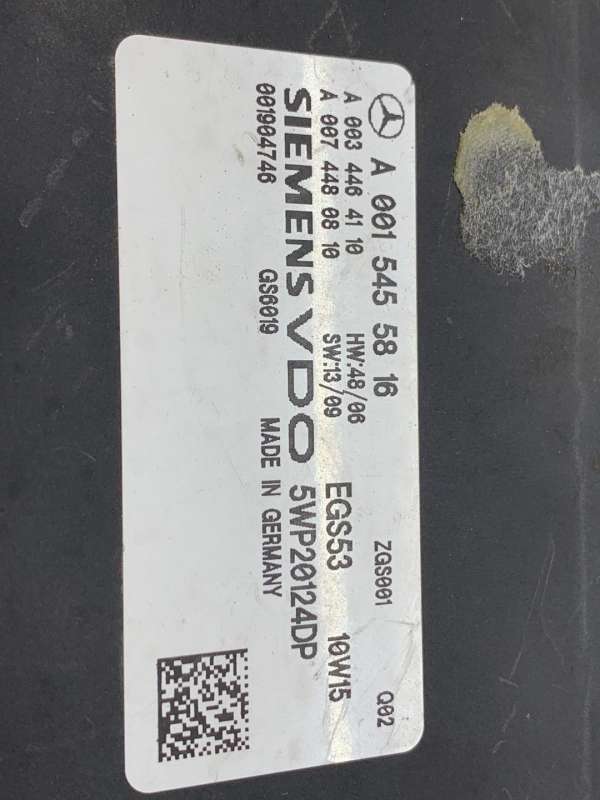 A 001 545 58 16 ZGS001 Q02
A 003 446 41 10 HW:48/06
A 007 448 08 10 SW:13/09 EGS53 10W15
SIEMENS VDO 5WP20124DP
001904746 GS6019 MADE IN GERMANY